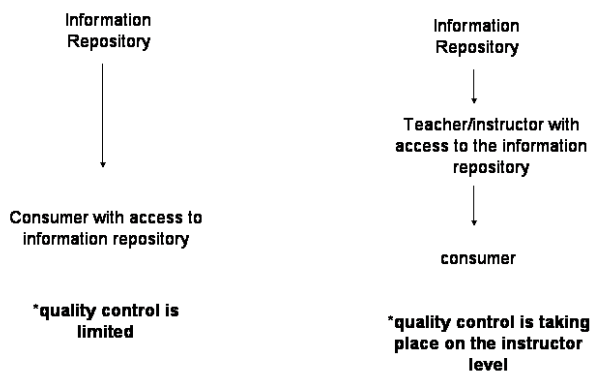 Information
Repository
Consumer with access to
information repository
*quality control is
limited
Information
Repository
Teacher/instructor with
access to the information
repository
consumer
*quality control is taking
place on the instructor
level